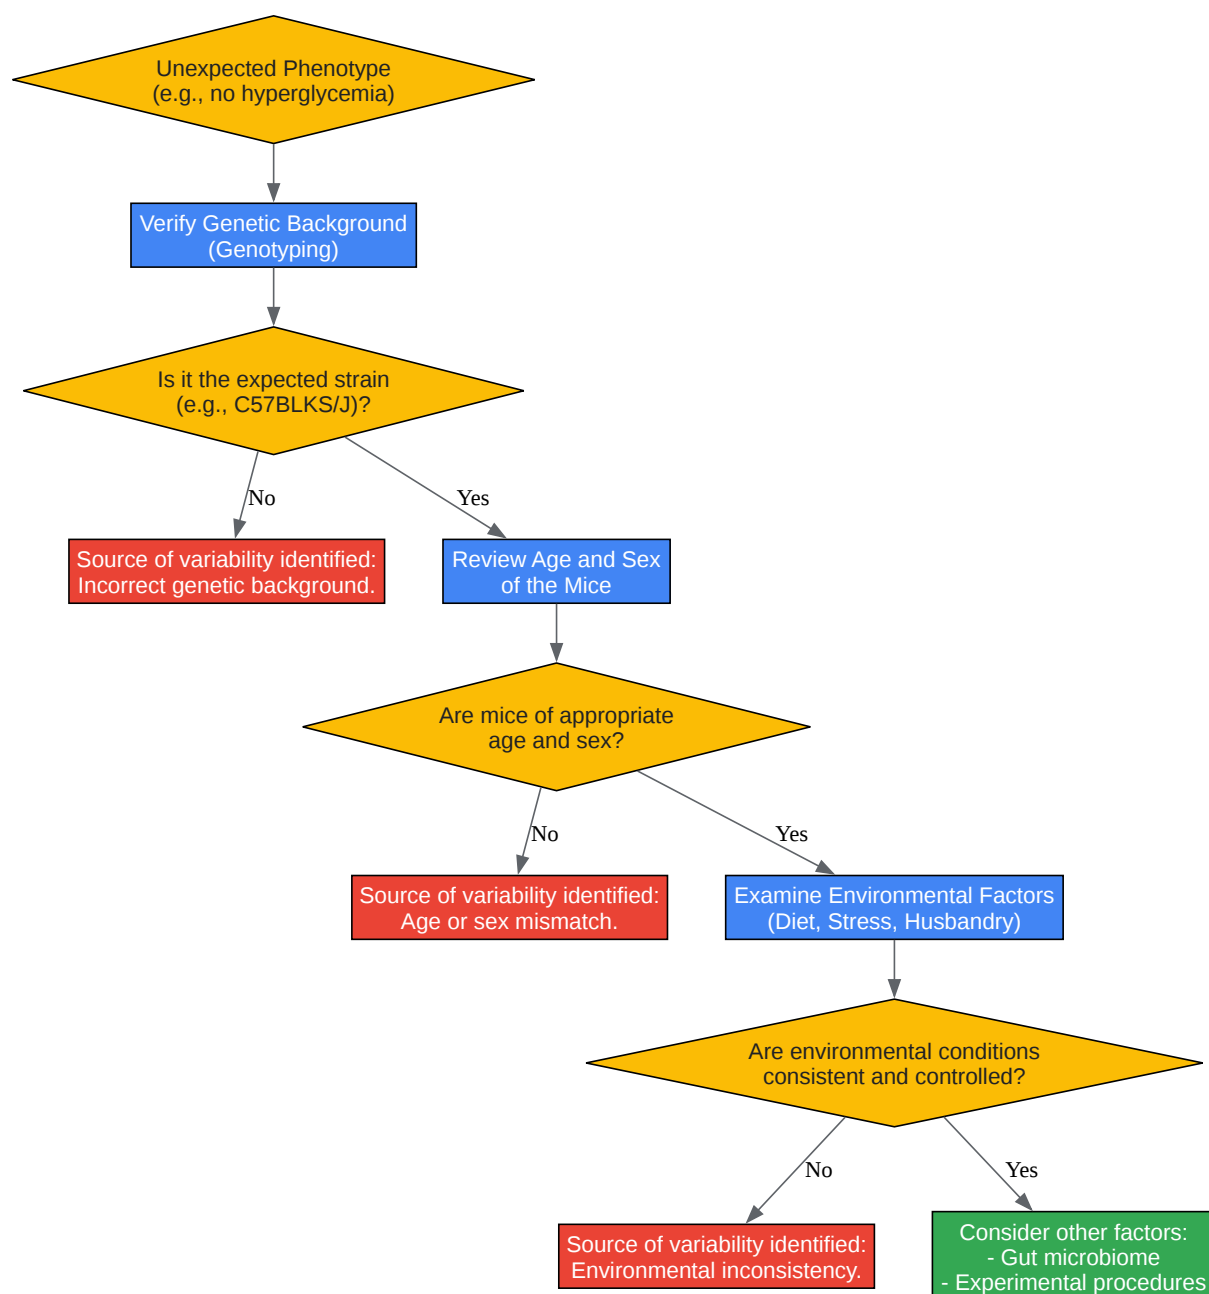 Unexpected Phenotype
(e.g., no hyperglycemia)
Verify Genetic Background
(Genotyping)
Is it the expected strain
(e.g., C57BLKS/J)?
No
Yes
Source of variability identified:
Incorrect genetic background.
Review Age and Sex
of the Mice
Are mice of appropriate
age and sex?
No
Yes
Source of variability identified:
Age or sex mismatch.
Examine Environmental Factors
(Diet, Stress, Husbandry)
Are environmental conditions
consistent and controlled?
No
Yes
Source of variability identified:
Environmental inconsistency.
Consider other factors:
- Gut microbiome
- Experimental procedures